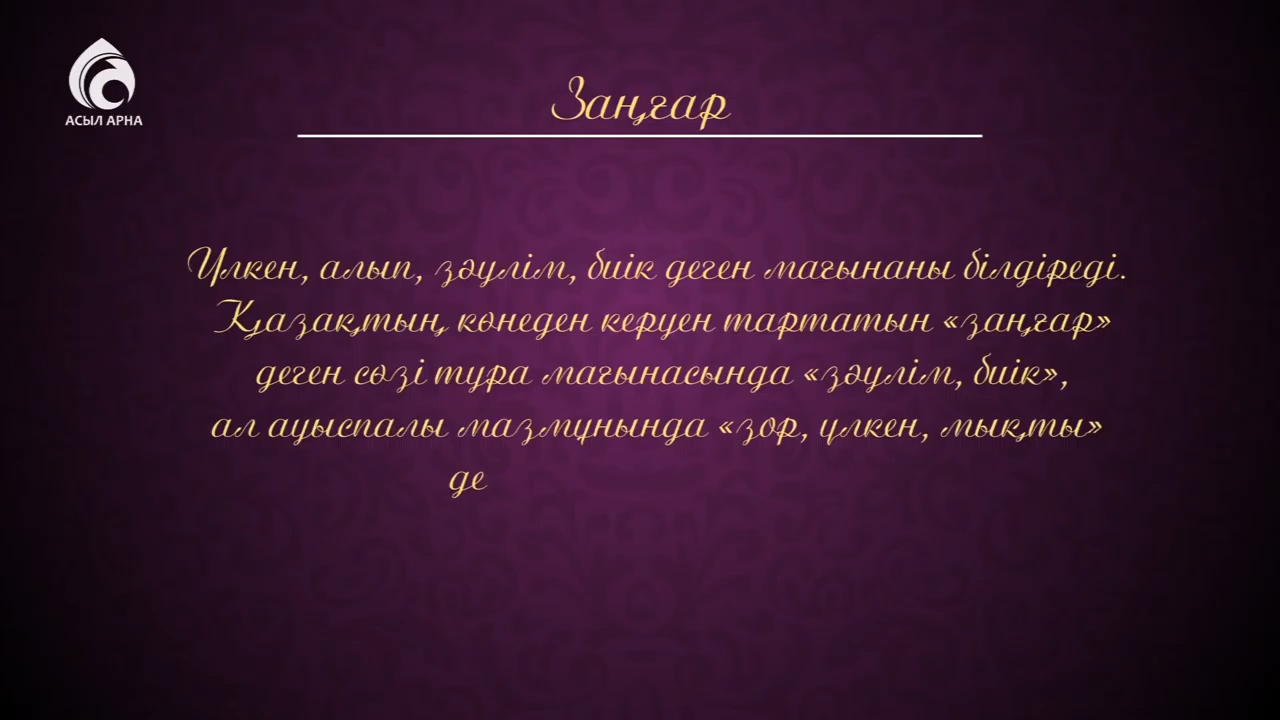 АСЫЛ АРНА
Заңғар
Үлкен, алып, зәулім, биік деген мағынаны білдіреді.
Қазақтың көнеден керуен тартатын «заңғар»
деген сөзі тура мағынасында «зәулім, биік»,
ал ауыспалы мазмұнында «зор, үлкен, мықты»
де